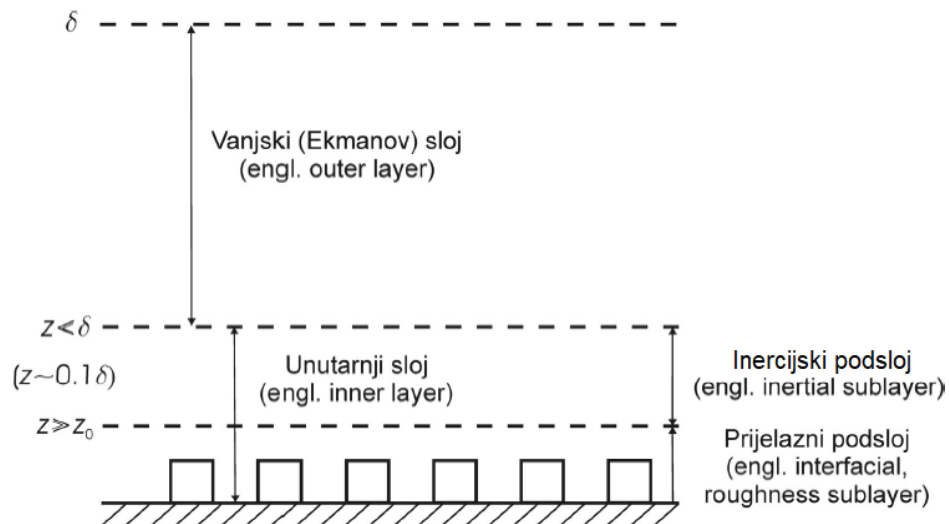 δ
Vanjski (Ekmanov) sloj
(engl. outer layer)
z≪δ
(z~0.1δ)
z≫z₀
Unutarnji sloj
(engl. inner layer)
Inercijski podsloj
(engl. inertial sublayer)
Prijelazni podsloj
(engl. interfacial,
roughness sublayer)